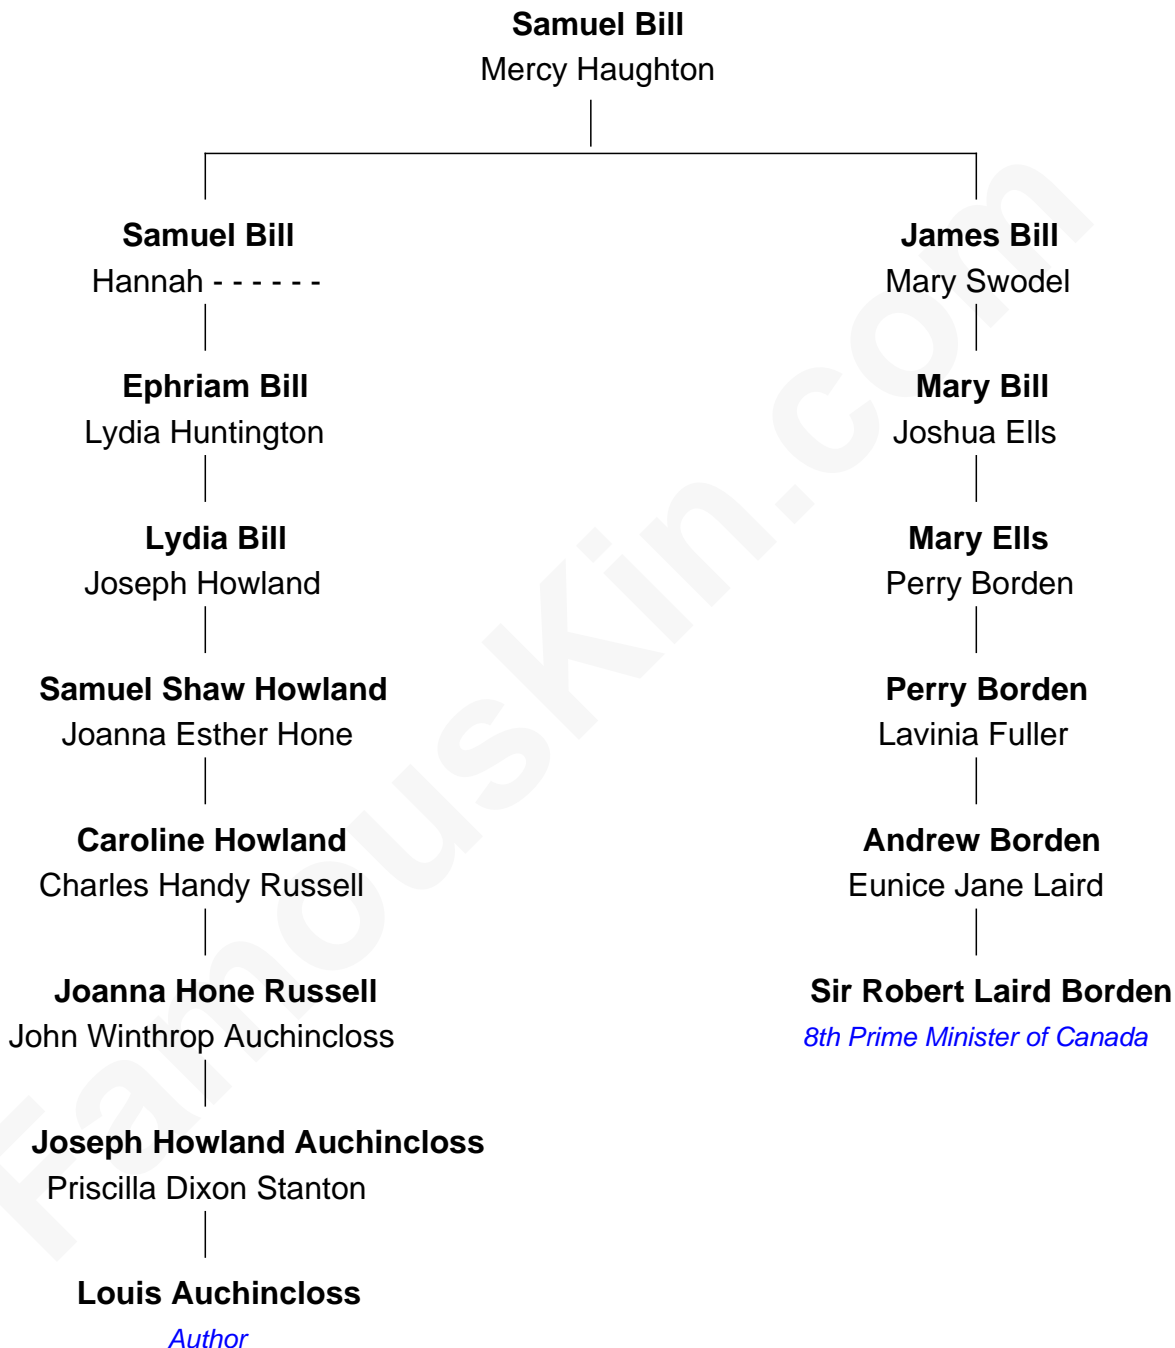 Samuel Bill
Mercy Haughton
Samuel Bill
Hannah - - - - - -
Ephriam Bill
Lydia Huntington
Lydia Bill
Joseph Howland
Samuel Shaw Howland
Joanna Esther Hone
Caroline Howland
Charles Handy Russell
Joanna Hone Russell
John Winthrop Auchincloss
Joseph Howland Auchincloss
Priscilla Dixon Stanton
Louis Auchincloss
Author
James Bill
Mary Swodel
Mary Bill
Joshua Ells
Mary Ells
Perry Borden
Perry Borden
Lavinia Fuller
Andrew Borden
Eunice Jane Laird
Sir Robert Laird Borden
8th Prime Minister of Canada
FamousKin.com